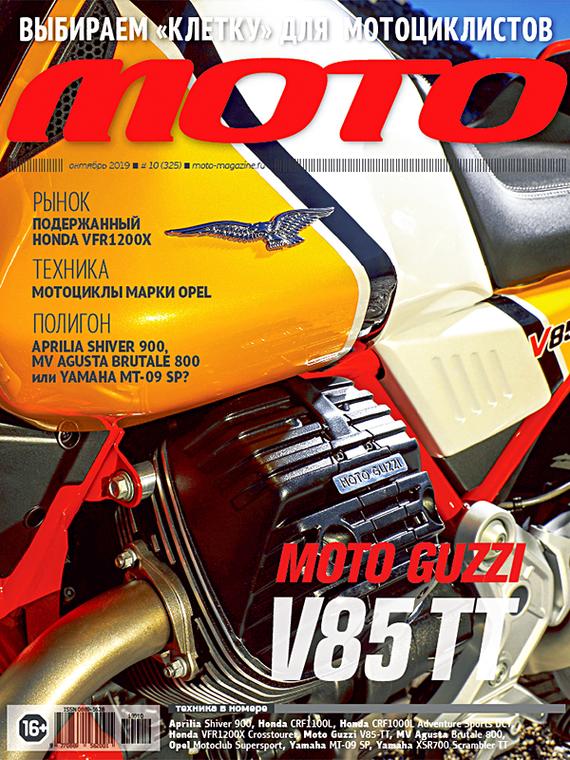 ВЫБИРАЕМ «КЛЕТКУ» ДЛЯ МОТОЦИКЛИСТОВ
МОТО
октябрь 2019 ■ # 10 (325) ■ moto-magazine.ru
РЫНОК
ПОДЕРЖАННЫЙ
HONDA VFR1200X
ТЕХНИКА
МОТОЦИКЛЫ МАРКИ OPEL
ПОЛИГОН
APRILIA SHIVER 900,
MV AGUSTA BRUTALE 800
или YAMAHA MT-09 SP?
V85
MOTO GUZZI
MOTO GUZZI
V85 TT
16+
техника в номере
Aprilia Shiver 900, Honda CRF1100L, Honda CRF1000L Adventure Sports DCT,
Honda VFR1200X Crosstourer, Moto Guzzi V85-TT, MV Agusta Brutale 800,
Opel Motoclub Supersport, Yamaha MT-09 SP, Yamaha XSR700 Scrambler TT